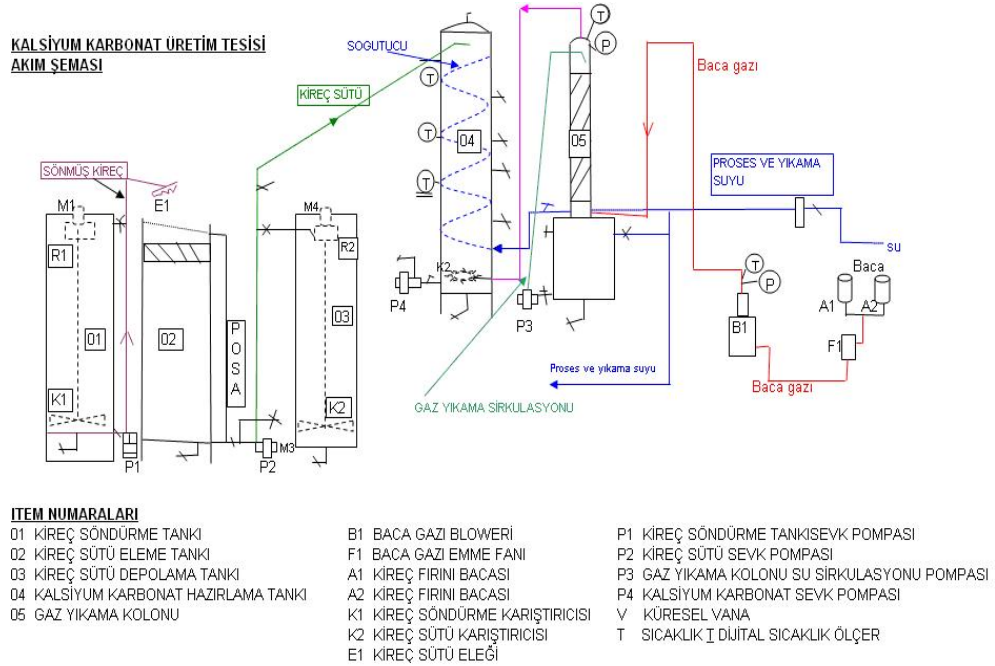 KALSİYUM KARBONAT ÜRETİM TESİSİ
AKIM ŞEMASI
SOGUTUCU
T
P
Baca gazı
KİREÇ SÜTÜ
T
T
04
05
T
SÖNMÜŞ KİREÇ
PROSES VE YIKAMA
SUYU
E1
M1
M4
R1
R2
su
K2
P4
P3
T
P
Baca
A1
A2
B1
F1
01
02
POSA
03
Proses ve yıkama suyu
Baca gazı
K1
K2
GAZ YIKAMA SİRKULASYONU
P1
P2
M3
ITEM NUMARALARI
01 KİREÇ SÖNDÜRME TANKI
02 KİREÇ SÜTÜ ELEME TANKI
03 KİREÇ SÜTÜ DEPOLAMA TANKI
04 KALSİYUM KARBONAT HAZIRLAMA TANKI
05 GAZ YIKAMA KOLONU
B1 BACA GAZI BLOWERİ
F1 BACA GAZI EMME FANI
A1 KİREÇ FIRINI BACASI
A2 KİREÇ FIRINI BACASI
K1 KİREÇ SÖNDÜRME KARIŞTIRICISI
K2 KİREÇ SÜTÜ KARIŞTIRICISI
E1 KİREÇ SÜTÜ ELEĞİ
P1 KİREÇ SÖNDÜRME TANKISEVK POMPASI
P2 KİREÇ SÜTÜ SEVK POMPASI
P3 GAZ YIKAMA KOLONU SU SİRKULASYONU POMPASI
P4 KALSİYUM KARBONAT SEVK POMPASI
V KÜRESEL VANA
T SICAKLIK T DİJİTAL SICAKLIK ÖLÇER